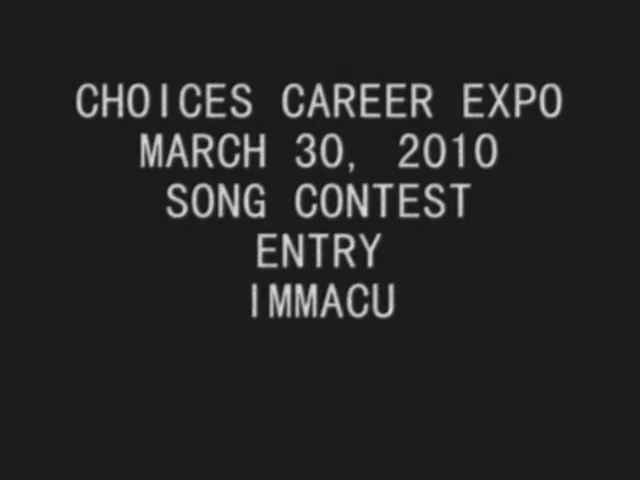 CHOICES CAREER EXPO
MARCH 30, 2010
SONG CONTEST
ENTRY
IMMACU